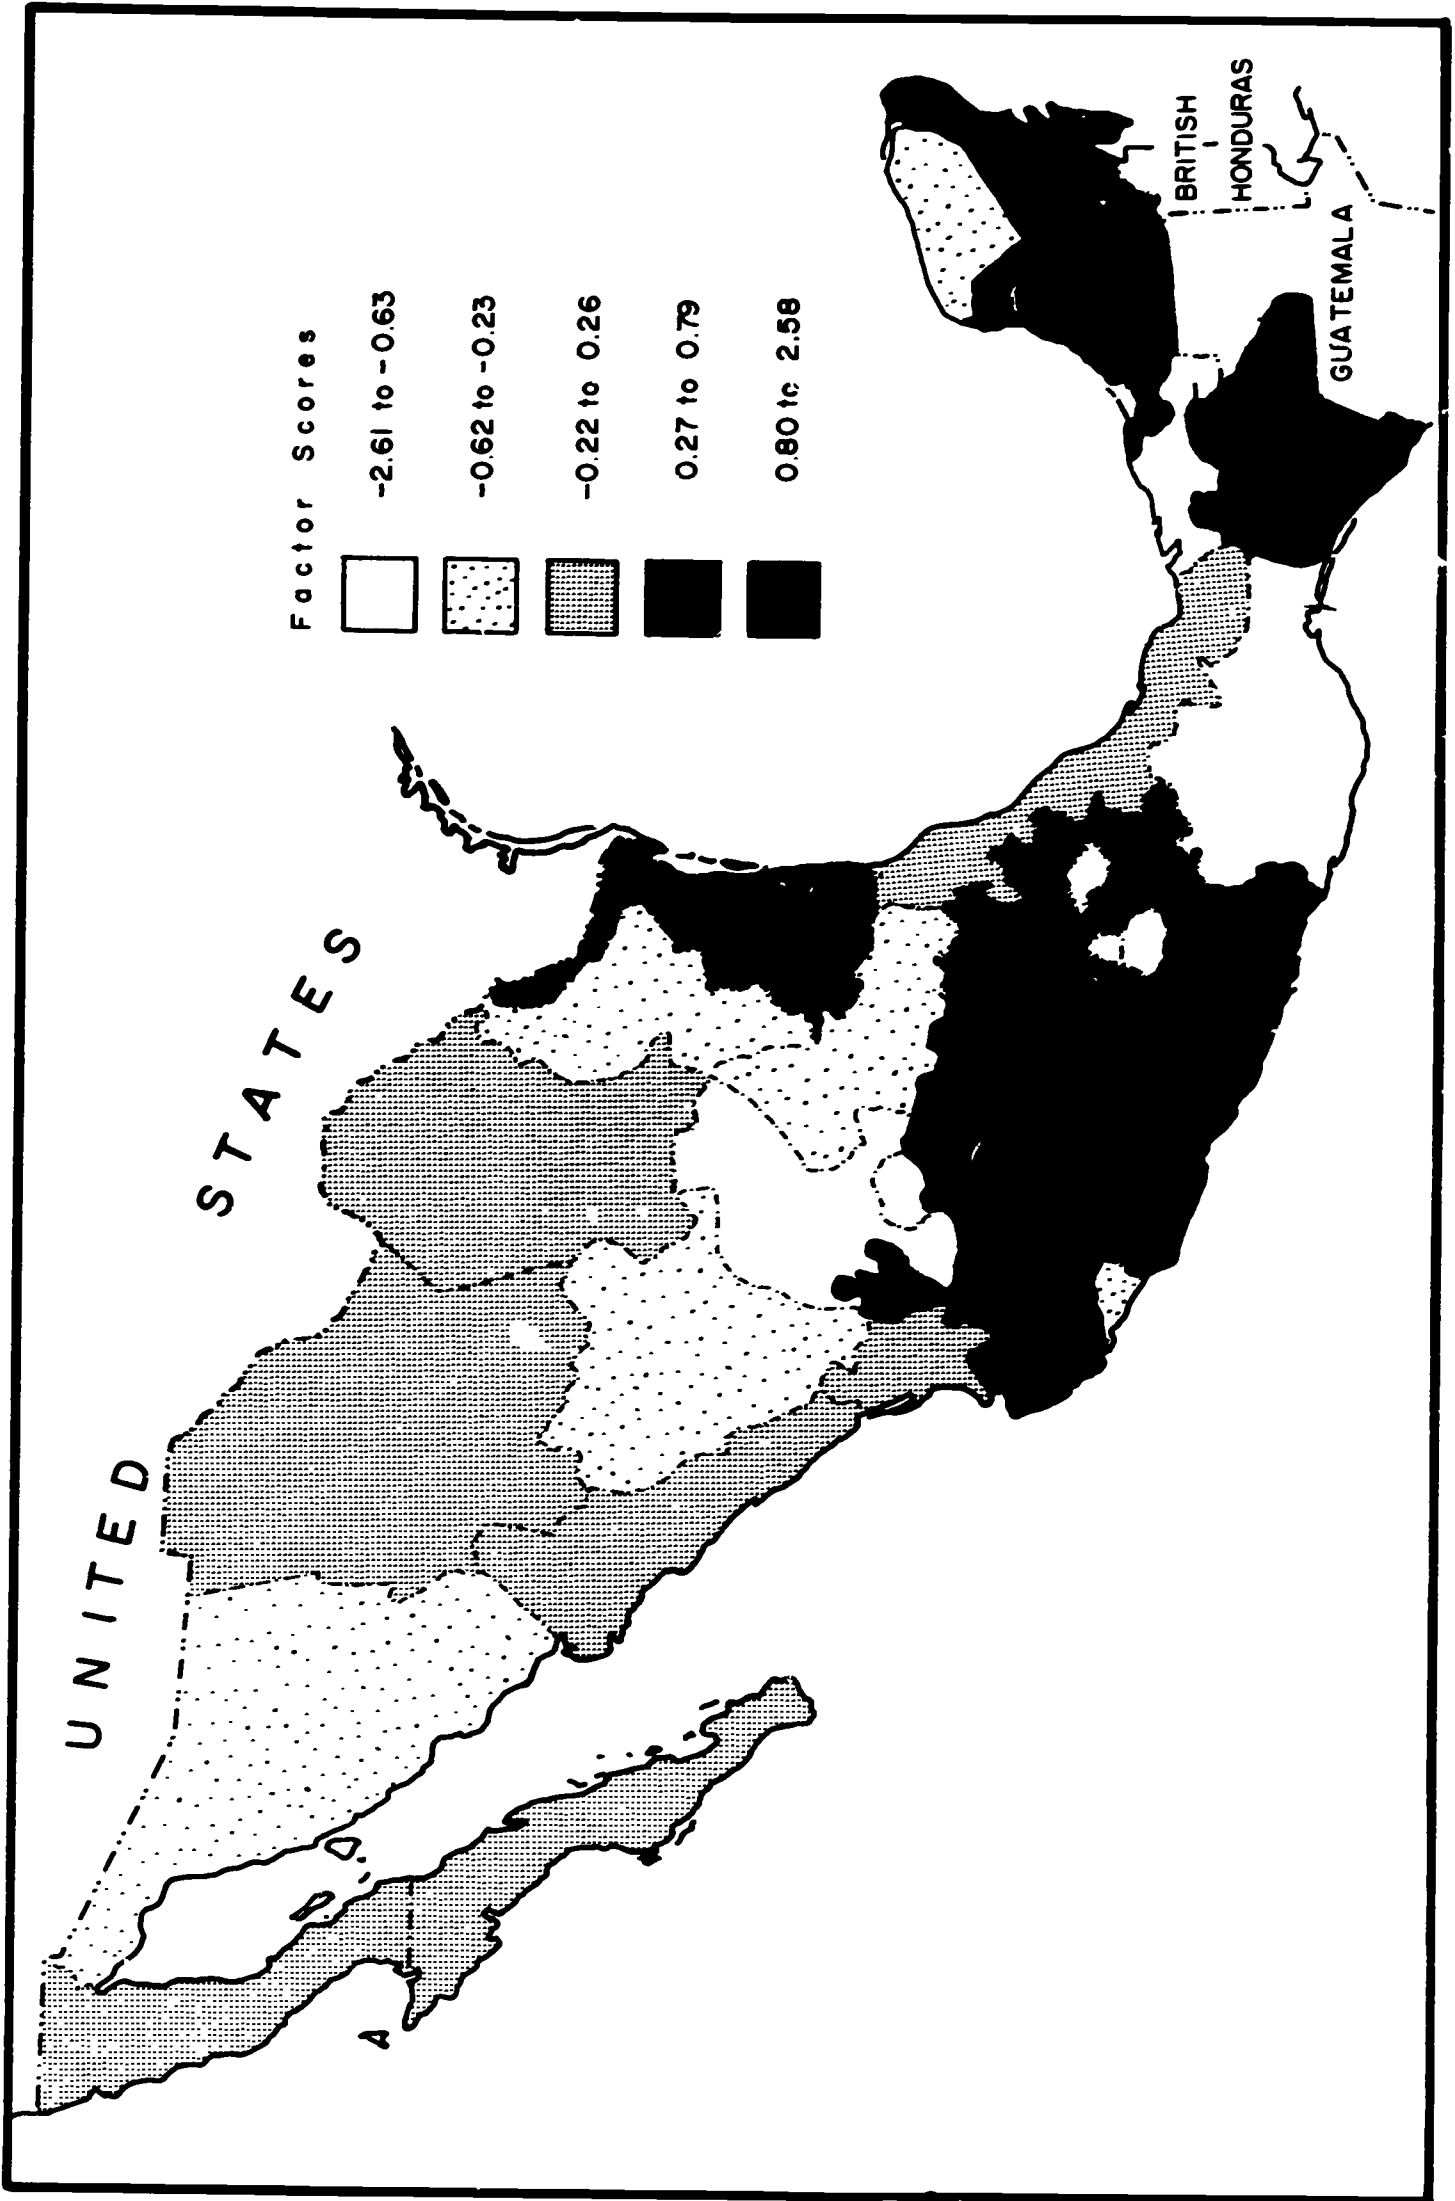 UNITED
STATES
Factor Scores
-2.61 to -0.63
-0.62 to -0.23
-0.22 to 0.26
0.27 to 0.79
0.80 to 2.58
BRITISH
HONDURAS
GUATEMALA
A